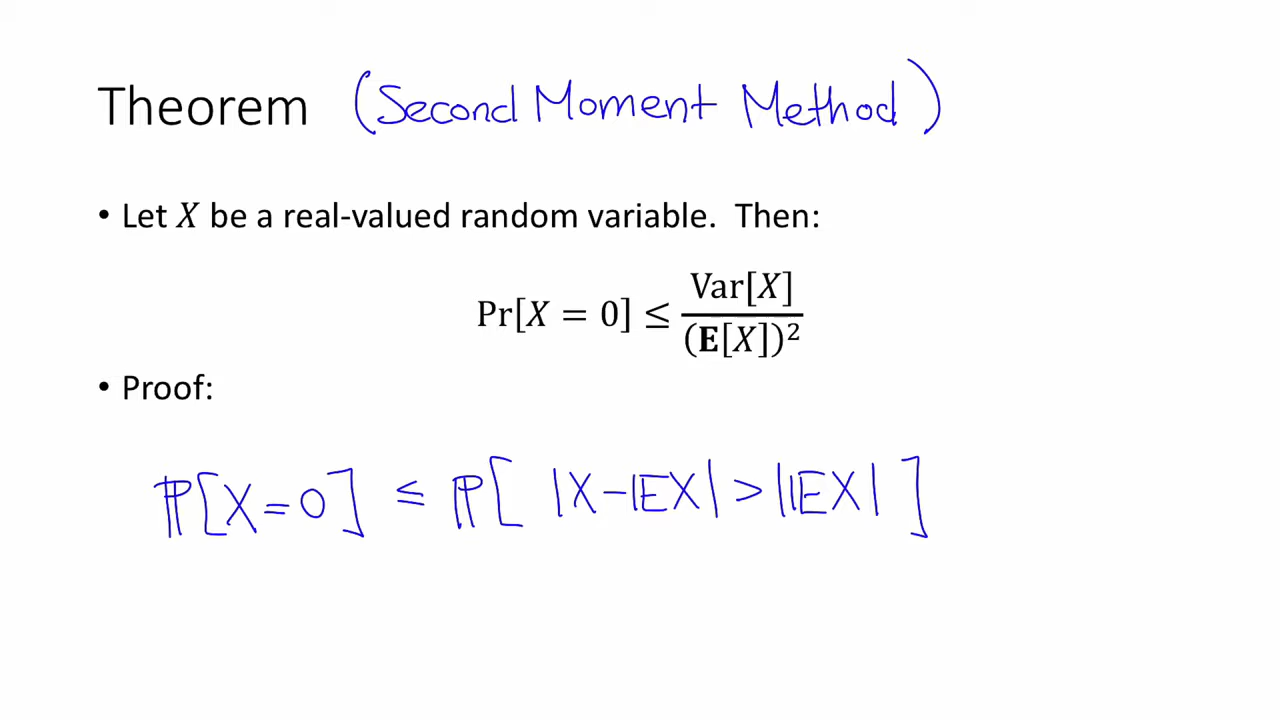 Theorem (Second Moment Method)
• Let X be a real-valued random variable. Then:
Pr[X = 0] ≤ Var[X] / (E[X])²
• Proof:
ℙ[X=0] ≤ ℙ[ |X-𝔼X| > |𝔼X| ]